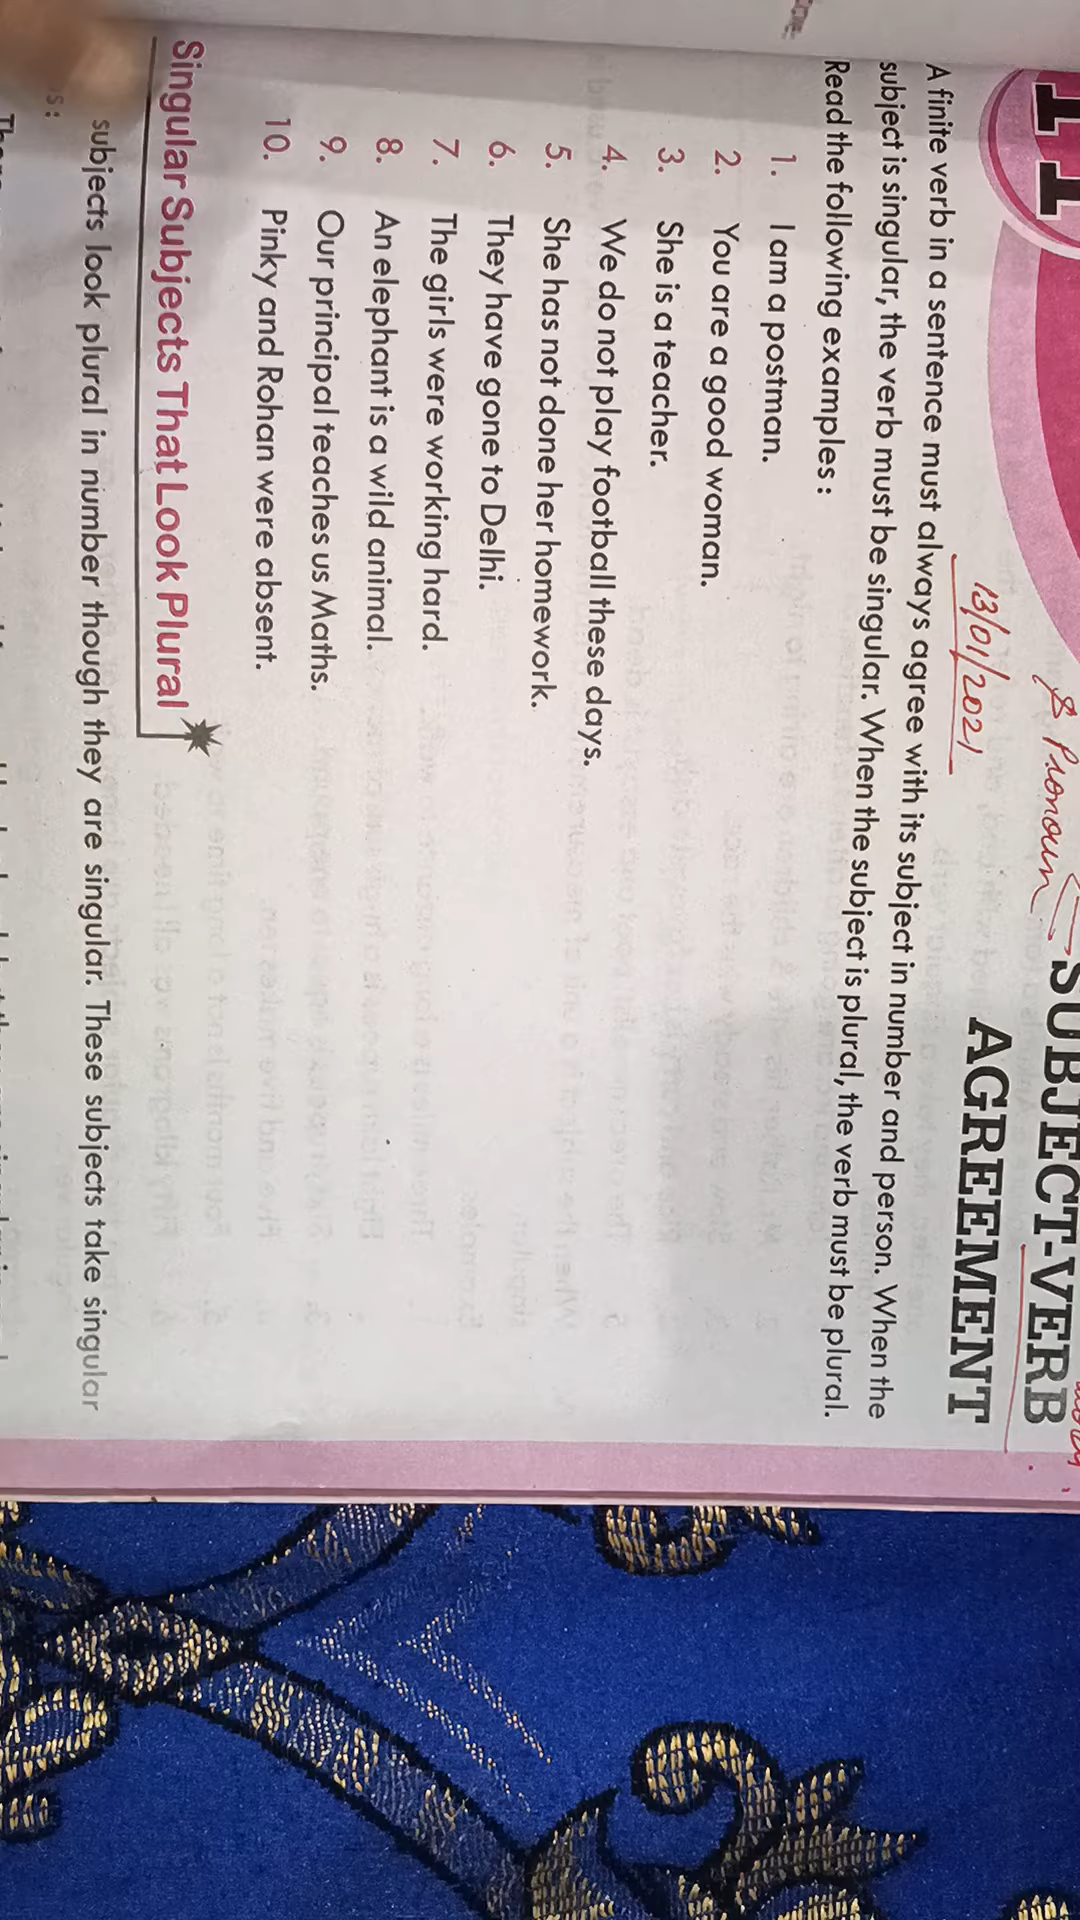 11
& Pronoun
SUBJECT-VERB
AGREEMENT
13/01/2021
A finite verb in a sentence must always agree with its subject in number and person. When the
subject is singular, the verb must be singular. When the subject is plural, the verb must be plural.
Read the following examples :
1. I am a postman.
2. You are a good woman.
3. She is a teacher.
4. We do not play football these days.
5. She has not done her homework.
6. They have gone to Delhi.
7. The girls were working hard.
8. An elephant is a wild animal.
9. Our principal teaches us Maths.
10. Pinky and Rohan were absent.
Singular Subjects That Look Plural
subjects look plural in number though they are singular. These subjects take singular
s :